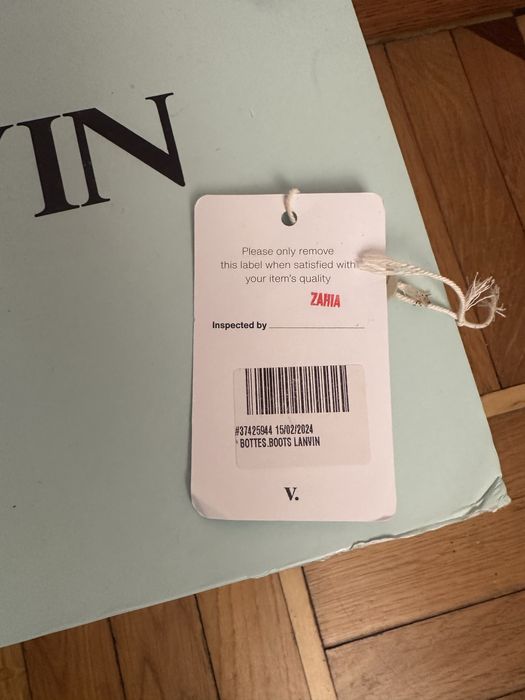 VIN
Please only remove
this label when satisfied with
your item's quality
ZAHIA
Inspected by
#37425944 15/02/2024
BOTTES.BOOTS LANVIN
V.